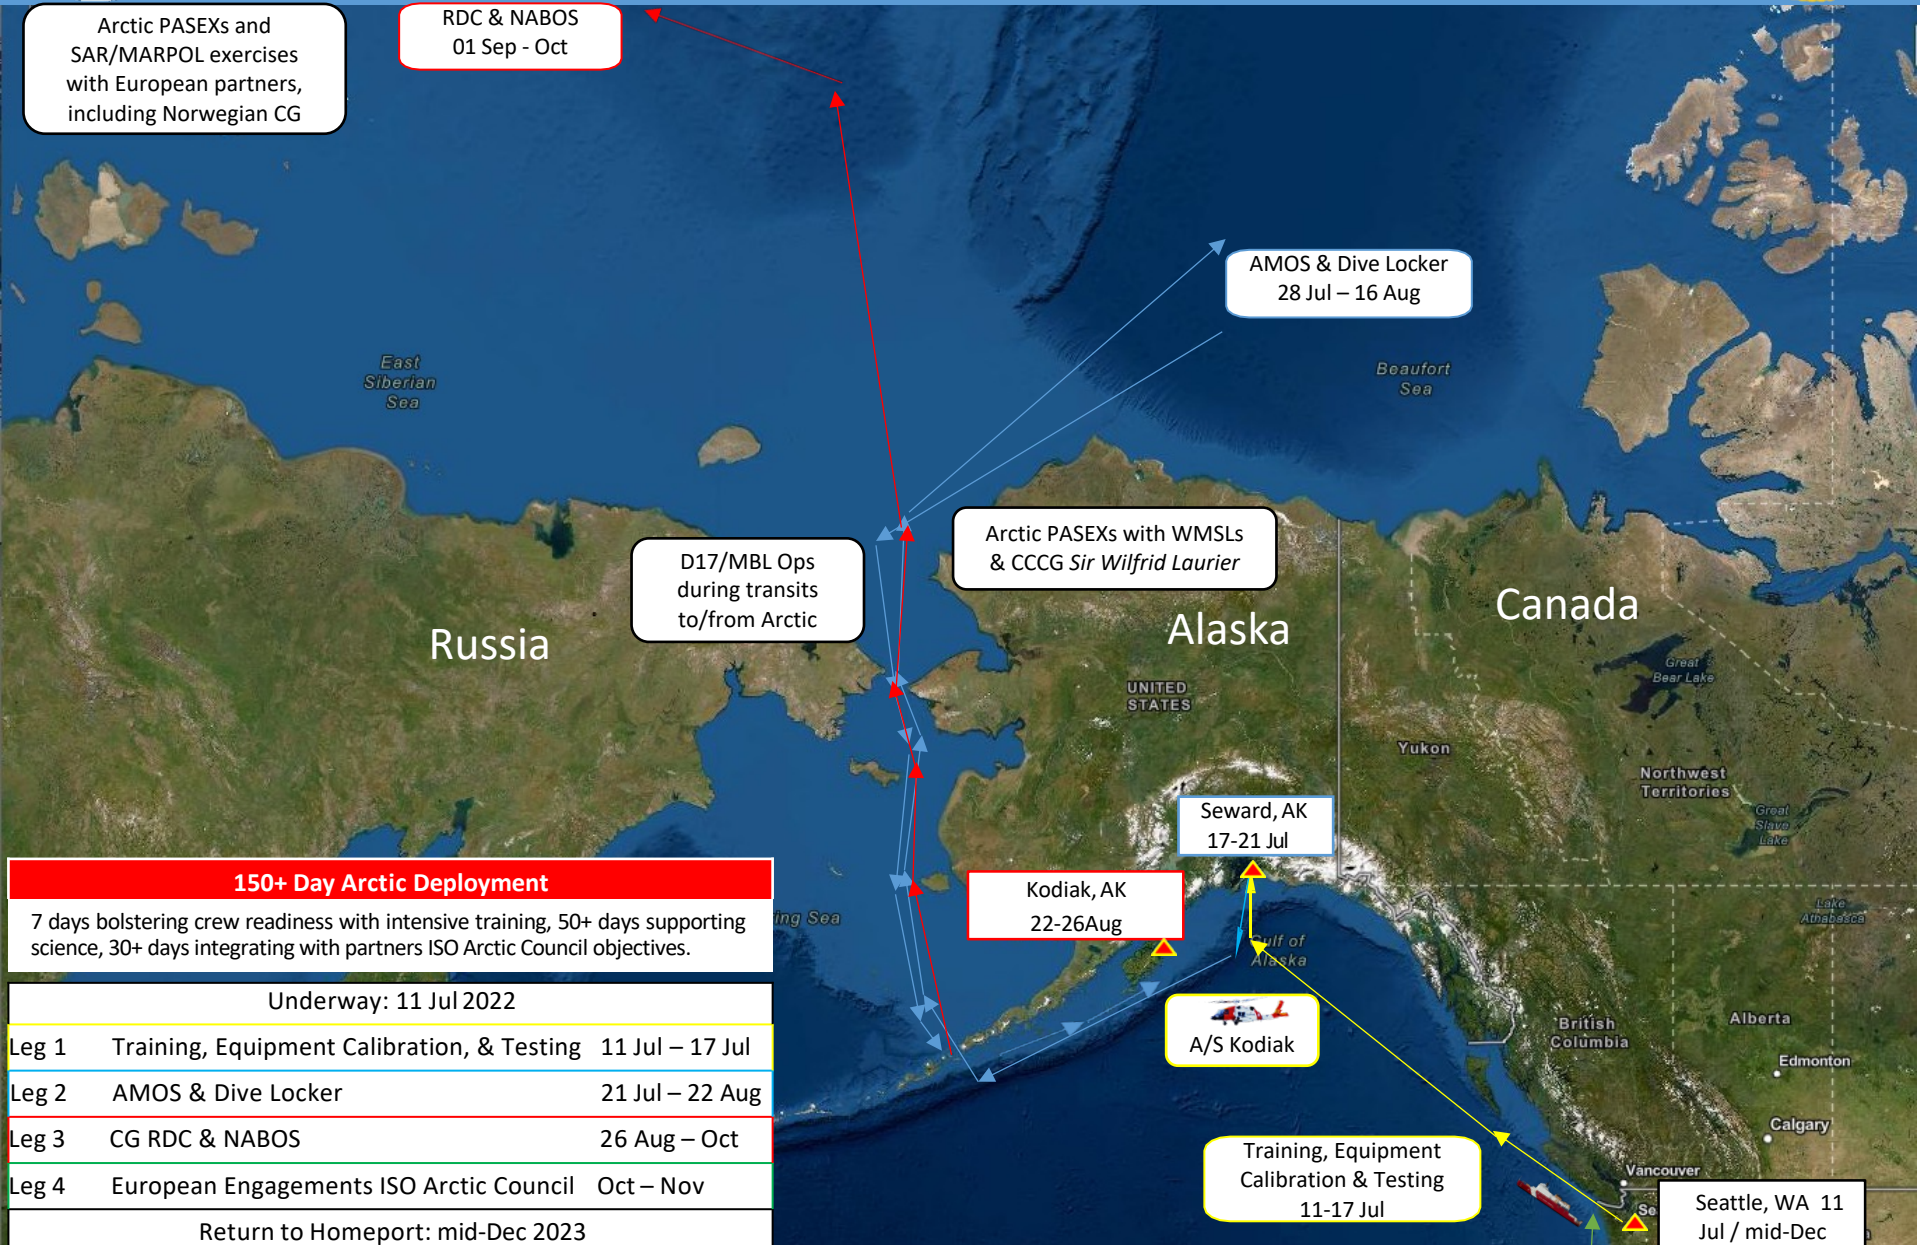 Arctic PASEXs and
SAR/MARPOL exercises
with European partners,
including Norwegian CG
RDC & NABOS
01 Sep - Oct
AMOS & Dive Locker
28 Jul – 16 Aug
East
Siberian
Sea
Beaufort
Sea
Arctic PASEXs with WMSLs
& CCCG Sir Wilfrid Laurier
D17/MBL Ops
during transits
to/from Arctic
Russia
Alaska
Canada
Great
Bear Lake
UNITED
STATES
Yukon
Northwest
Territories
Great
Slave
Lake
Seward, AK
17-21 Jul
Kodiak, AK
22-26Aug
Lake
Athabasca
ing Sea
Gulf of
Alaska
A/S Kodiak
British
Columbia
Alberta
Edmonton
Calgary
Vancouver
Training, Equipment
Calibration & Testing
11-17 Jul
Se
Seattle, WA 11
Jul / mid-Dec
150+ Day Arctic Deployment
7 days bolstering crew readiness with intensive training, 50+ days supporting
science, 30+ days integrating with partners ISO Arctic Council objectives.
Underway: 11 Jul 2022
Leg 1 Training, Equipment Calibration, & Testing 11 Jul – 17 Jul
Leg 2 AMOS & Dive Locker 21 Jul – 22 Aug
Leg 3 CG RDC & NABOS 26 Aug – Oct
Leg 4 European Engagements ISO Arctic Council Oct – Nov
Return to Homeport: mid-Dec 2023